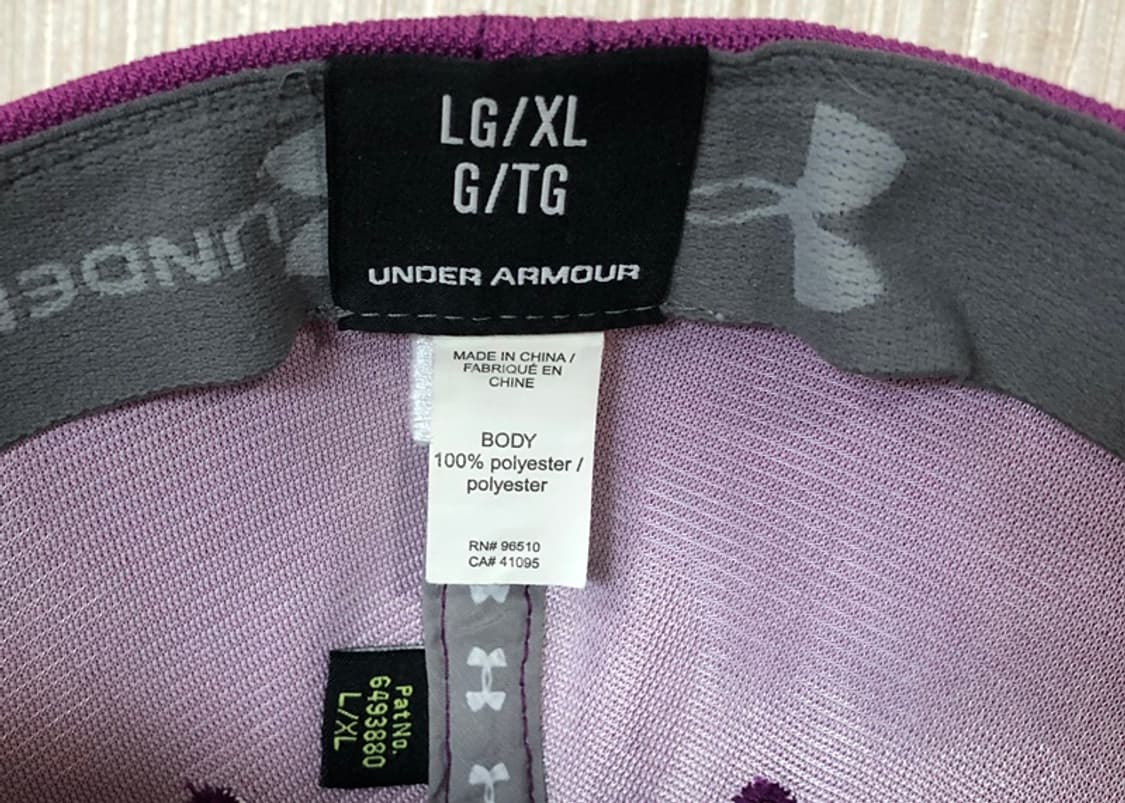 LG/XL
G/TG
UNDER ARMOUR
UNDE
MADE IN CHINA /
FABRIQUÉ EN
CHINE
BODY
100% polyester /
polyester
RN# 96510
CA# 41095
PatNo.
6493880
L/XL